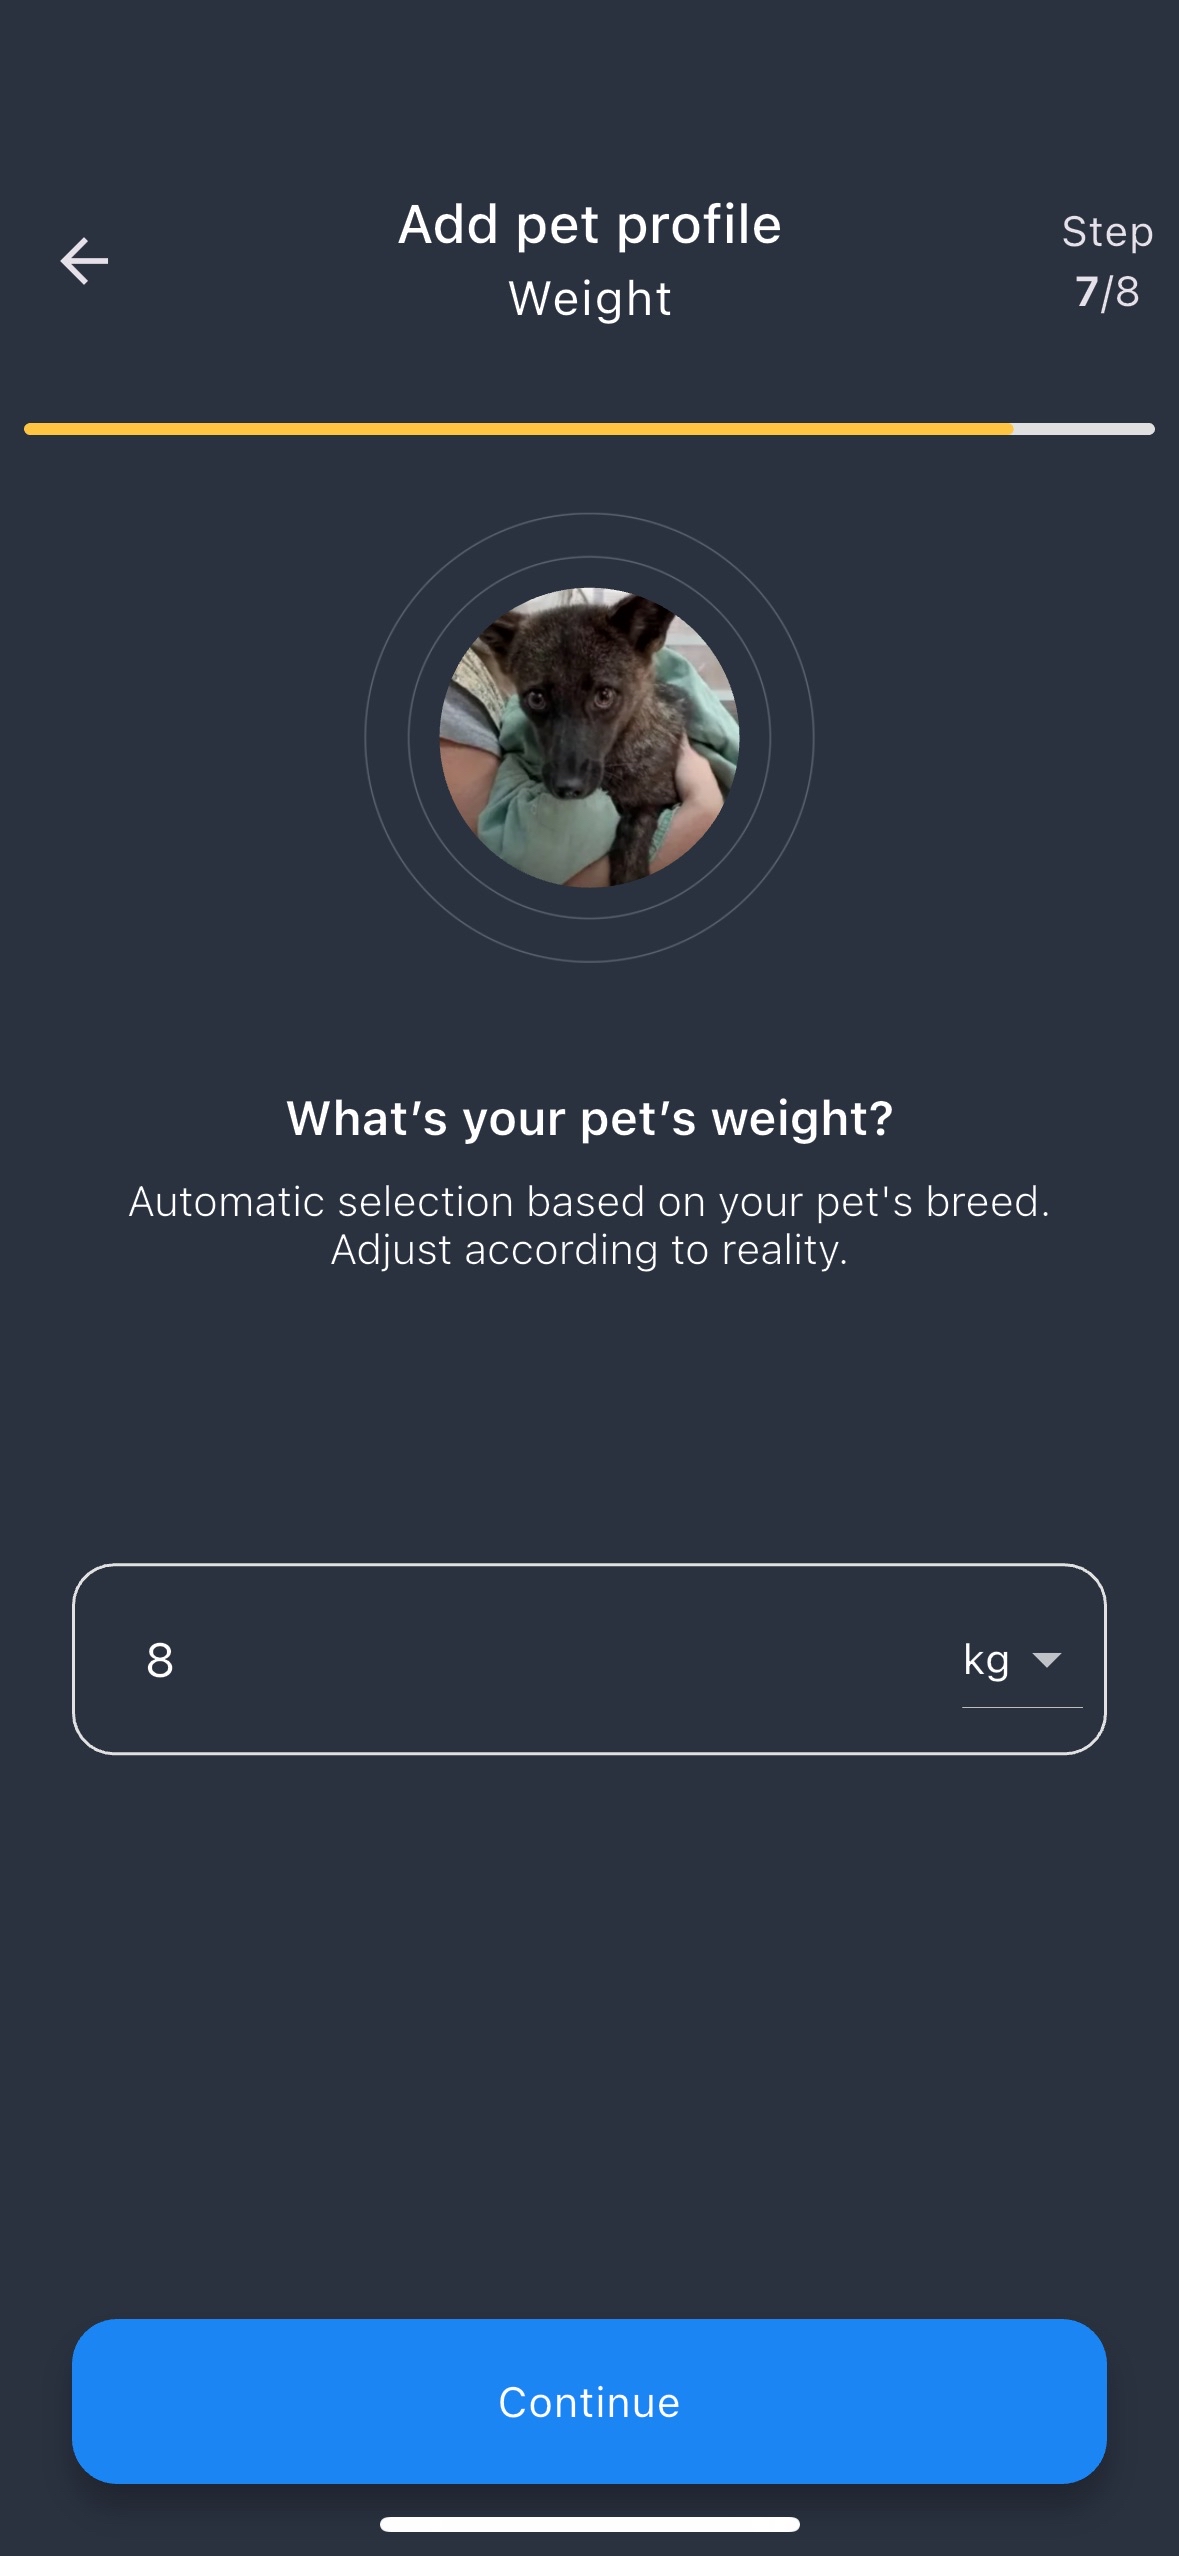 Add pet profile
Weight
Step
7/8
What’s your pet’s weight?
Automatic selection based on your pet's breed.
Adjust according to reality.
8
kg
Continue